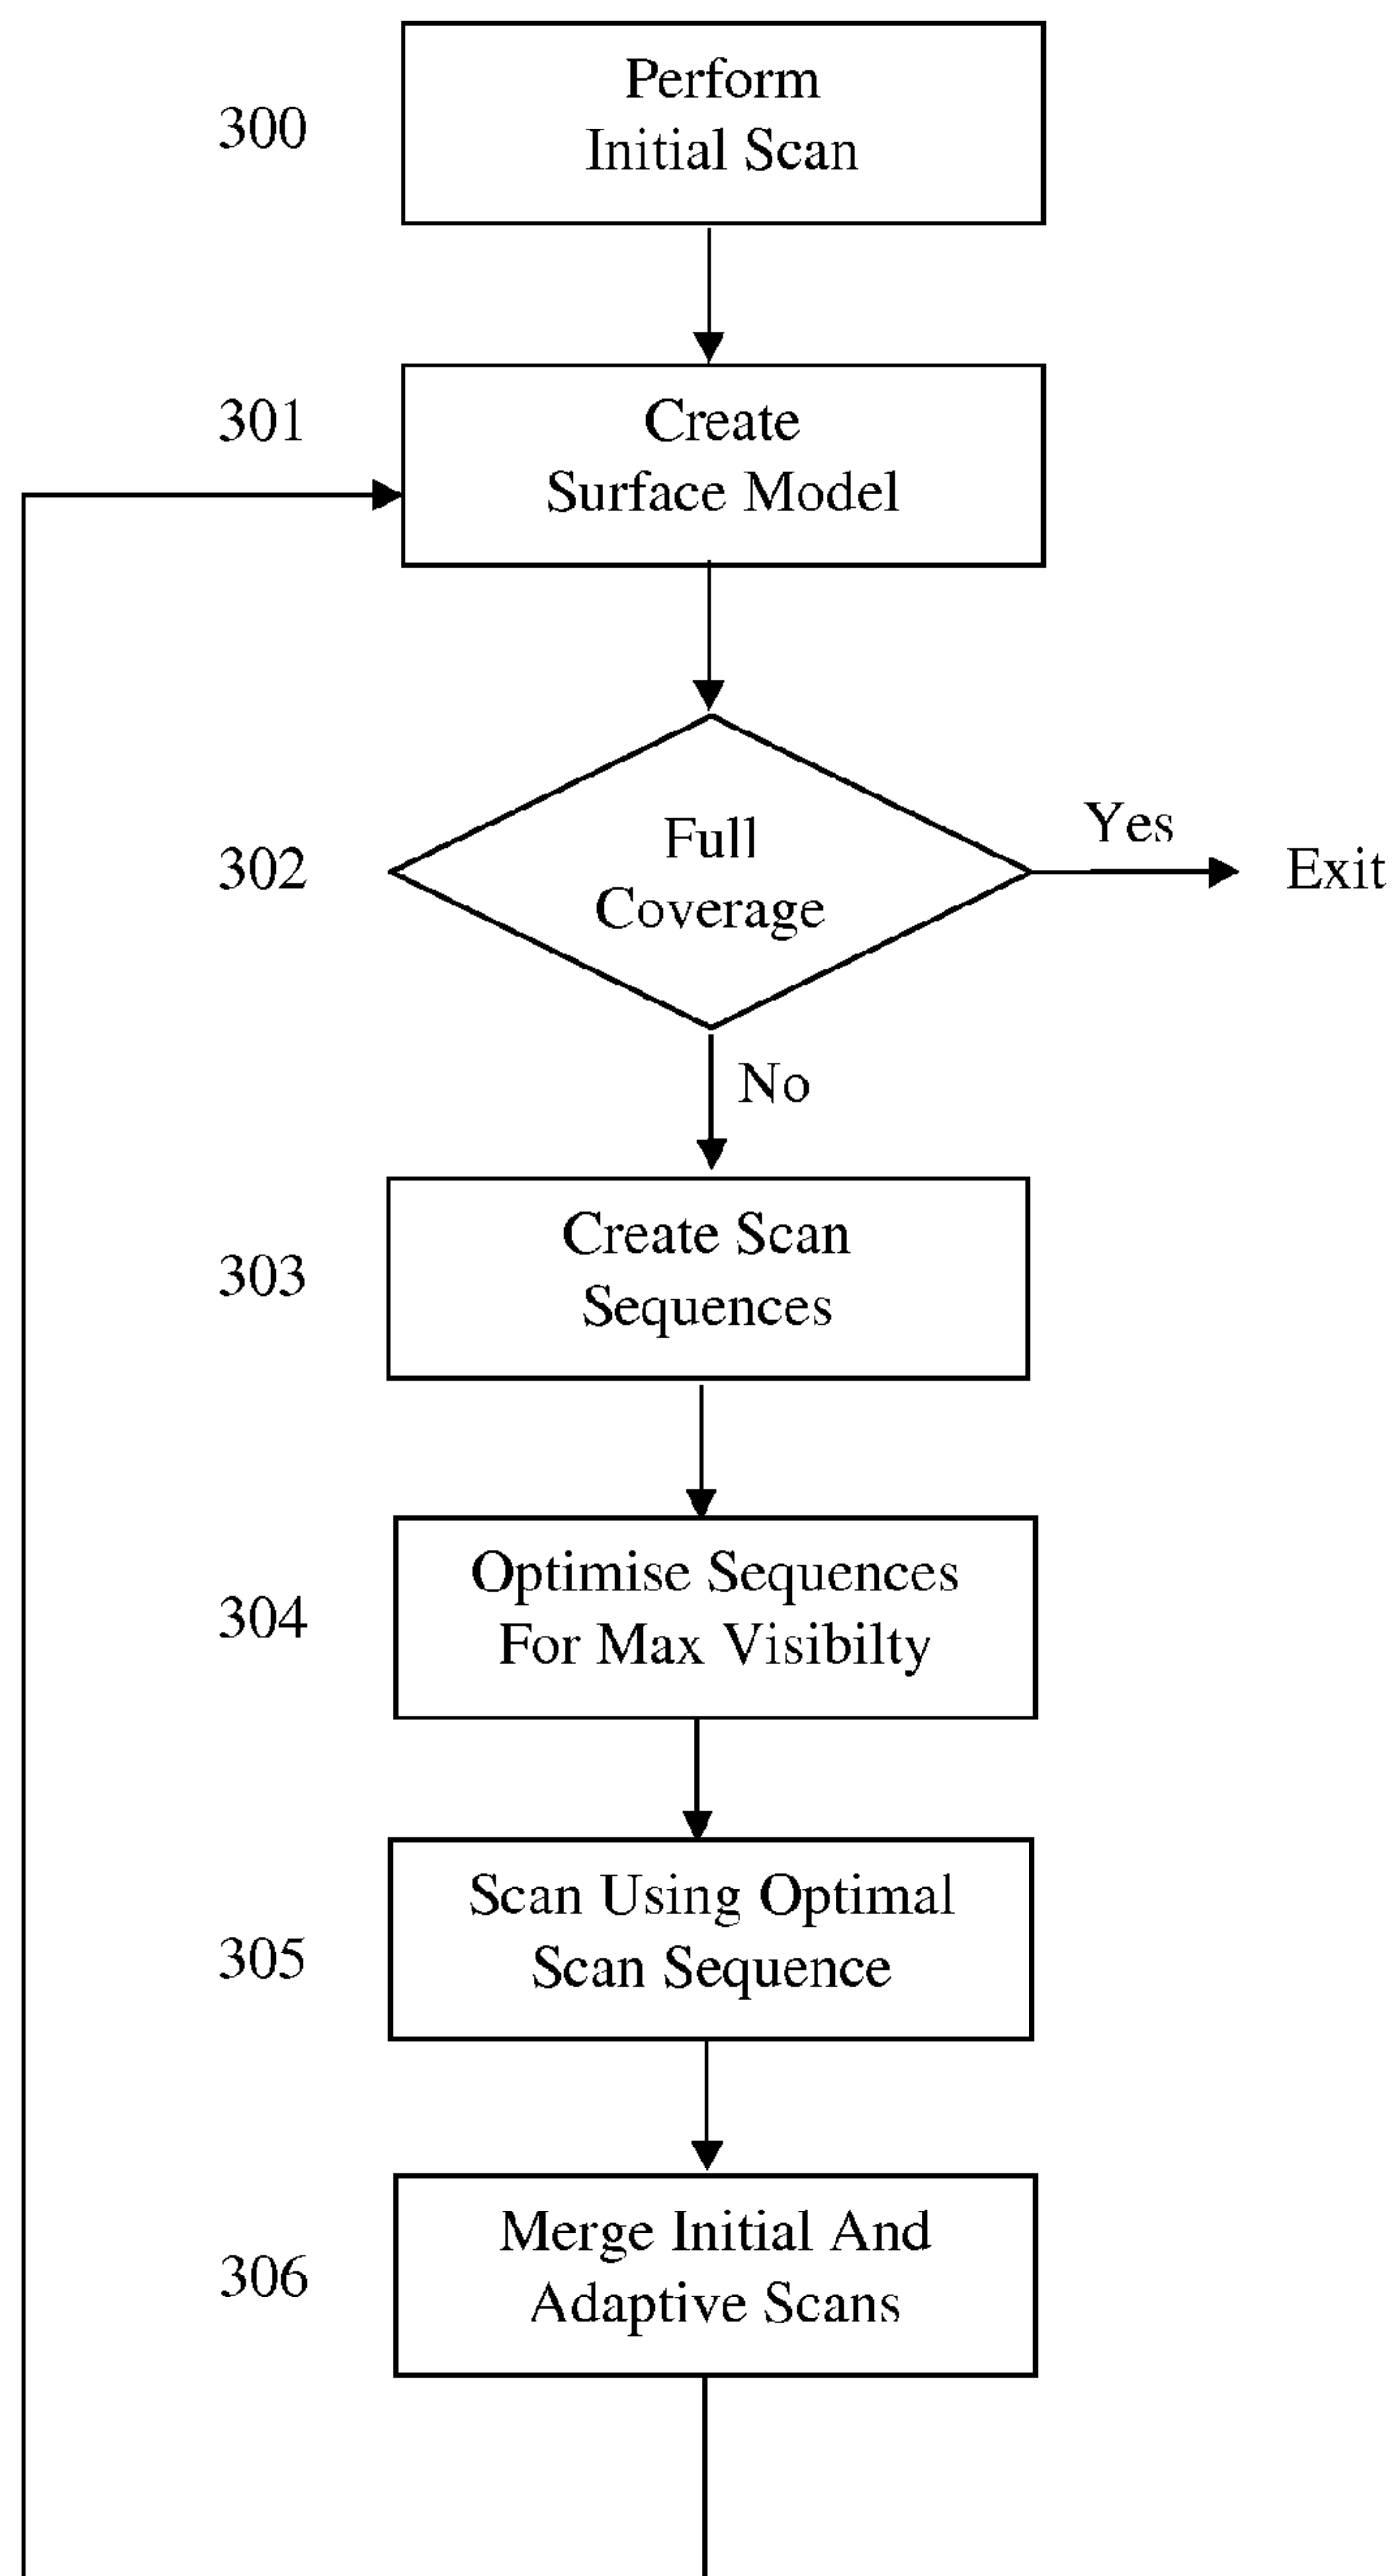 300
Perform
Initial Scan
301
Create
Surface Model
302
Full
Coverage
Yes
Exit
No
303
Create Scan
Sequences
304
Optimise Sequences
For Max Visibilty
305
Scan Using Optimal
Scan Sequence
306
Merge Initial And
Adaptive Scans